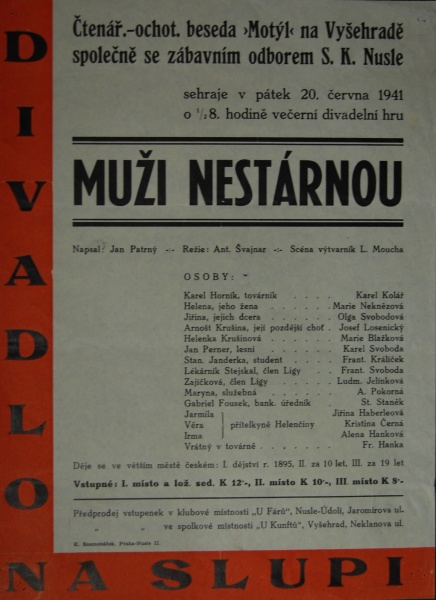 DIVADLO
NA SLUPI
Čtenář.-ochot. beseda ›Motýl‹ na Vyšehradě
společně se zábavním odborem S. K. Nusle
sehraje v pátek 20. června 1941
o ½8. hodině večerní divadelní hru
MUŽI NESTÁRNOU
Napsal: Jan Patrný -:- Režie: Ant. Švajnar -:- Scéna výtvarník L. Moucha
OSOBY:
Karel Horník, továrník . . . . . Karel Kolář
Helena, jeho žena . . . . . . Marie Neknězová
Jiřina, jejich dcera . . . . . . Olga Svobodová
Arnošt Krušina, její pozdější choť . Josef Losenický
Helenka Krušinová . . . . . . Marie Blažková
Jan Perner, lesní . . . . . . Karel Svoboda
Stan. Janderka, student . . . . . Frant. Králíček
Lékárník Stejskal, člen Ligy . . . . Frant. Svoboda
Zajíčková, člen Ligy . . . . . . Ludm. Jelínková
Maryna, služebná . . . . . . A. Pokorná
Gabriel Fousek, bank. úředník . . . St. Staněk
Jarmila Jiřina Haberleová
Věra přítelkyně Helenčiny Kristina Černá
Irma Alena Hanková
Vrátný v továrně . . . . . . Fr. Hanka
Děje se ve větším městě českém: I. dějství r. 1895, II. za 10 let, III. za 19 let
Vstupné: I. místo a lož. sed. K 12·-, II. místo K 10·-, III. místo K 8·-
Předprodej vstupenek v klubové místnosti „U Fárů", Nusle-Údolí, Jaromírova ul.
„ „ ve spolkové místnosti „U Kunftů", Vyšehrad, Neklanova ul.
Praha-Nusle II.